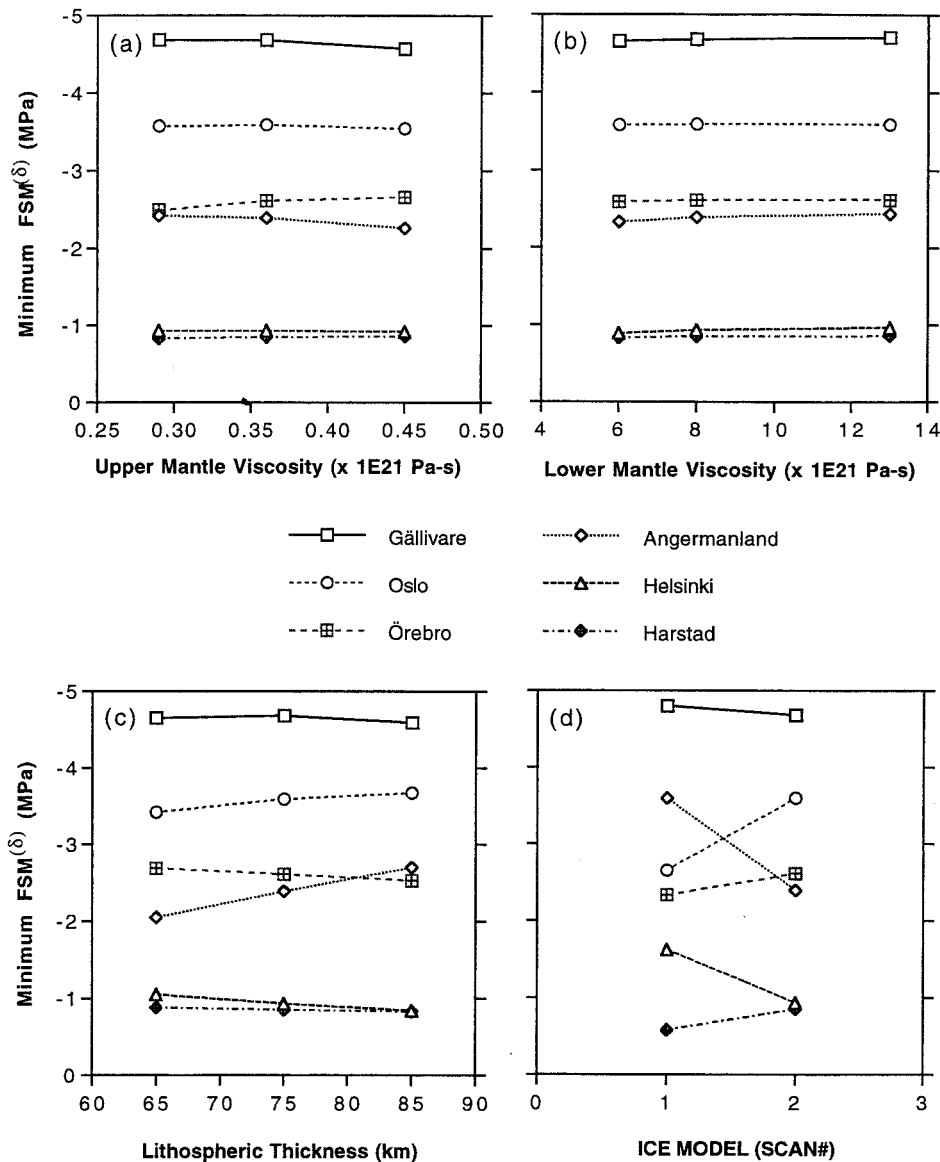 (a)
-5
-4
-3
-2
-1
0
Minimum FSM(δ) (MPa)
0.25 0.30 0.35 0.40 0.45 0.50
Upper Mantle Viscosity (x 1E21 Pa-s)
(b)
4 6 8 10 12 14
Lower Mantle Viscosity (x 1E21 Pa-s)
Gällivare
Angermanland
Oslo
Helsinki
Örebro
Harstad
(c)
-5
-4
-3
-2
-1
0
Minimum FSM(δ) (MPa)
60 65 70 75 80 85 90
Lithospheric Thickness (km)
(d)
0 1 2 3
ICE MODEL (SCAN#)